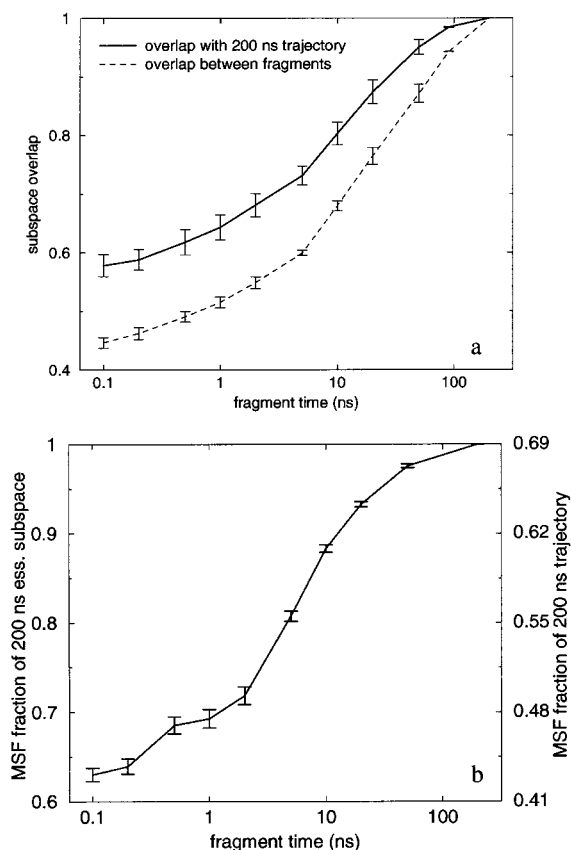 1
overlap with 200 ns trajectory
overlap between fragments
0.8
subspace overlap
0.6
a
0.4
0.1 1 10 100
fragment time (ns)
1 0.69
MSF fraction of 200 ns ess. subspace
MSF fraction of 200 ns trajectory
0.9 0.62
0.8 0.55
0.7 0.48
b
0.6 0.41
0.1 1 10 100
fragment time (ns)